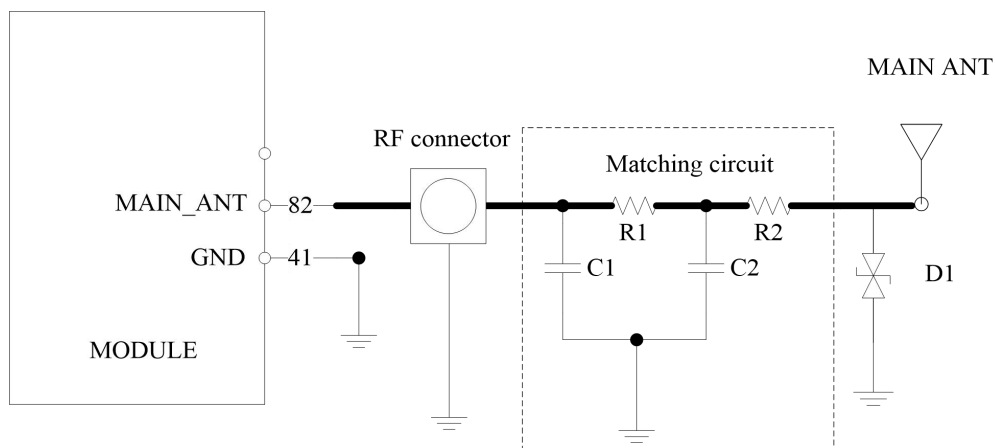 MAIN ANT
RF connector
Matching circuit
MAIN_ANT
82
R1
R2
GND
41
C1
C2
D1
MODULE